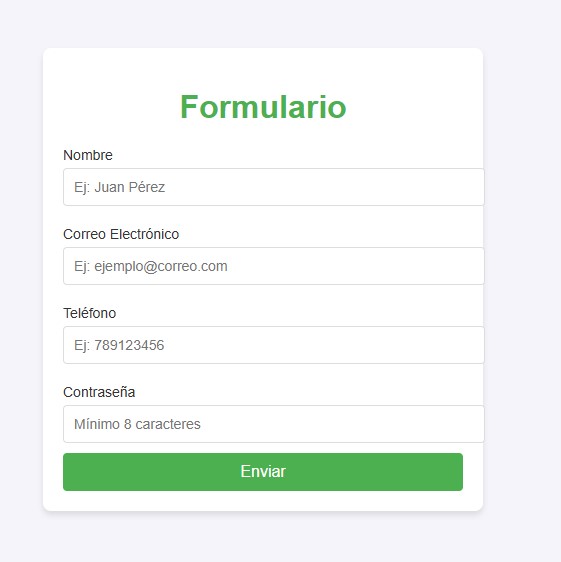 Formulario
Nombre
Ej: Juan Pérez
Correo Electrónico
Ej: ejemplo@correo.com
Teléfono
Ej: 789123456
Contraseña
Mínimo 8 caracteres
Enviar